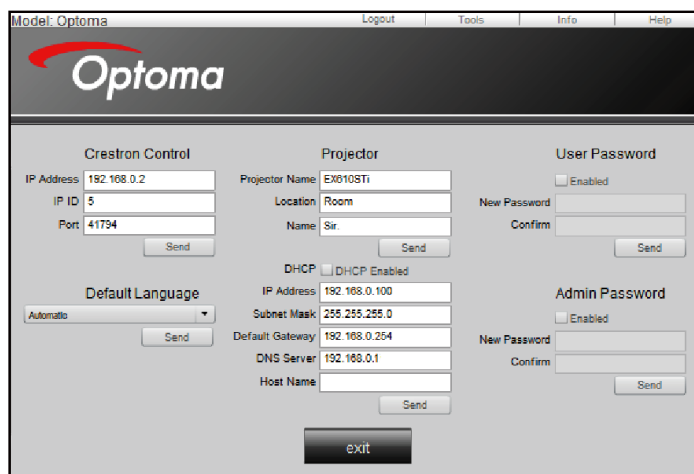 Model: Optoma
Logout Tools Info Help
Optoma
Crestron Control
IP Address 192.168.0.2
IP ID 5
Port 41794
Send
Default Language
Automatic
Send
Projector
Projector Name EX610STi
Location Room
Name Sir.
Send
DHCP DHCP Enabled
IP Address 192.168.0.100
Subnet Mask 255.255.255.0
Default Gateway 192.168.0.254
DNS Server 192.168.0.1
Host Name
Send
User Password
Enabled
New Password
Confirm
Send
Admin Password
Enabled
New Password
Confirm
Send
exit